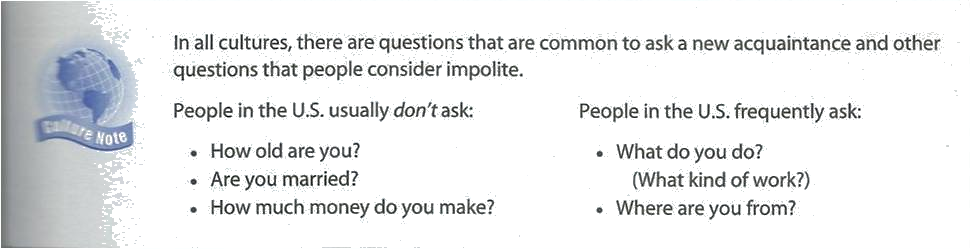 Culture Note
In all cultures, there are questions that are common to ask a new acquaintance and other
questions that people consider impolite.
People in the U.S. usually don't ask:
• How old are you?
• Are you married?
• How much money do you make?
People in the U.S. frequently ask:
• What do you do?
(What kind of work?)
• Where are you from?